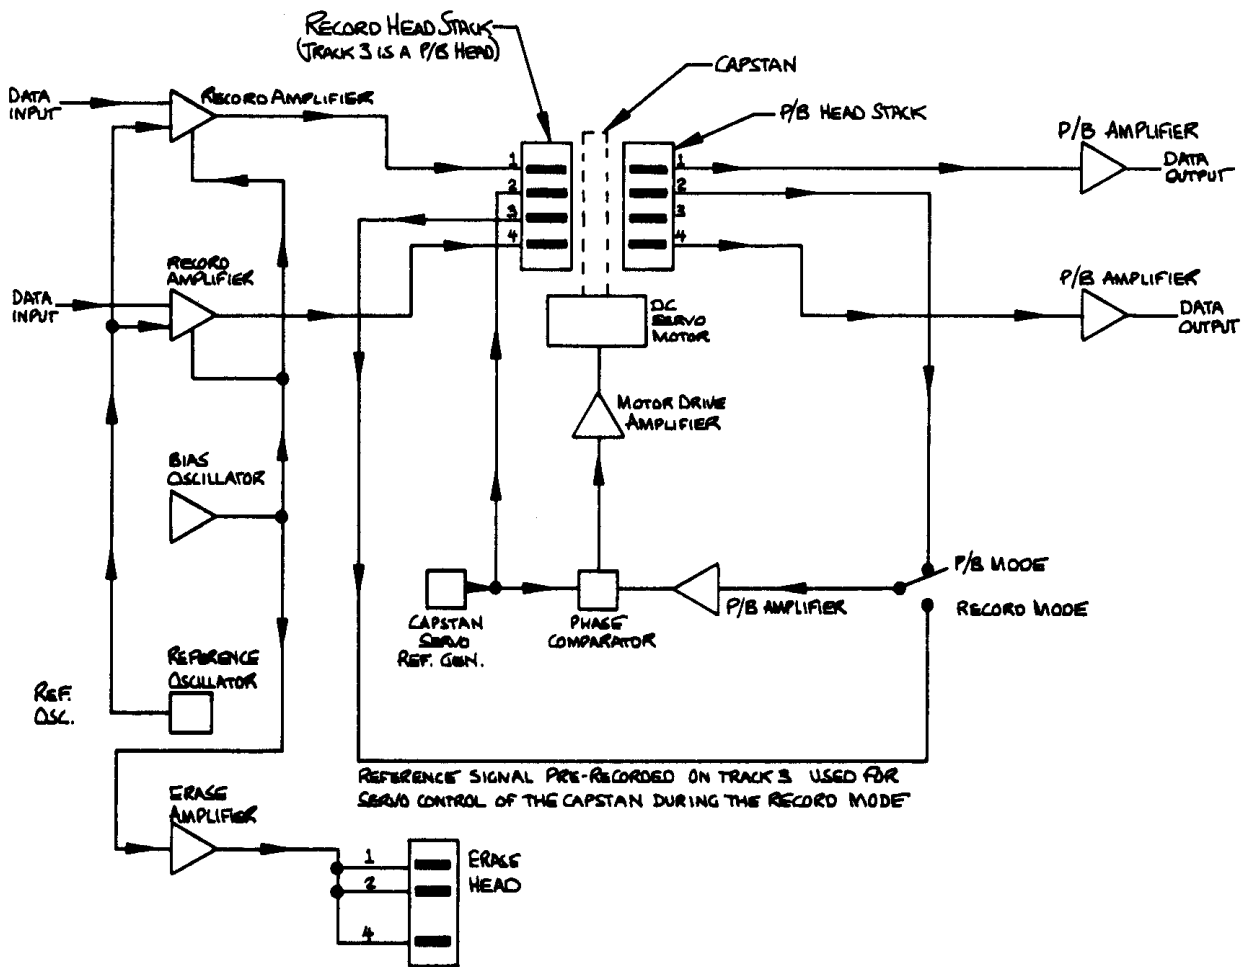 RECORD HEAD STACK
(TRACK 3 IS A P/B HEAD)
CAPSTAN
DATA
INPUT
RECORD AMPLIFIER
P/B HEAD STACK
P/B AMPLIFIER
DATA
OUTPUT
1
2
3
4
1
2
3
4
RECORD
AMPLIFIER
DATA
INPUT
DC
SERVO
MOTOR
P/B AMPLIFIER
DATA
OUTPUT
MOTOR DRIVE
AMPLIFIER
BIAS
OSCILLATOR
P/B MODE
RECORD MODE
CAPSTAN
SERVO
REF. GEN.
PHASE
COMPARATOR
P/B AMPLIFIER
REFERENCE
OSCILLATOR
REF.
OSC.
REFERENCE SIGNAL PRE-RECORDED ON TRACK 3 USED FOR
SERVO CONTROL OF THE CAPSTAN DURING THE RECORD MODE
ERASE
AMPLIFIER
1
2
4
ERASE
HEAD